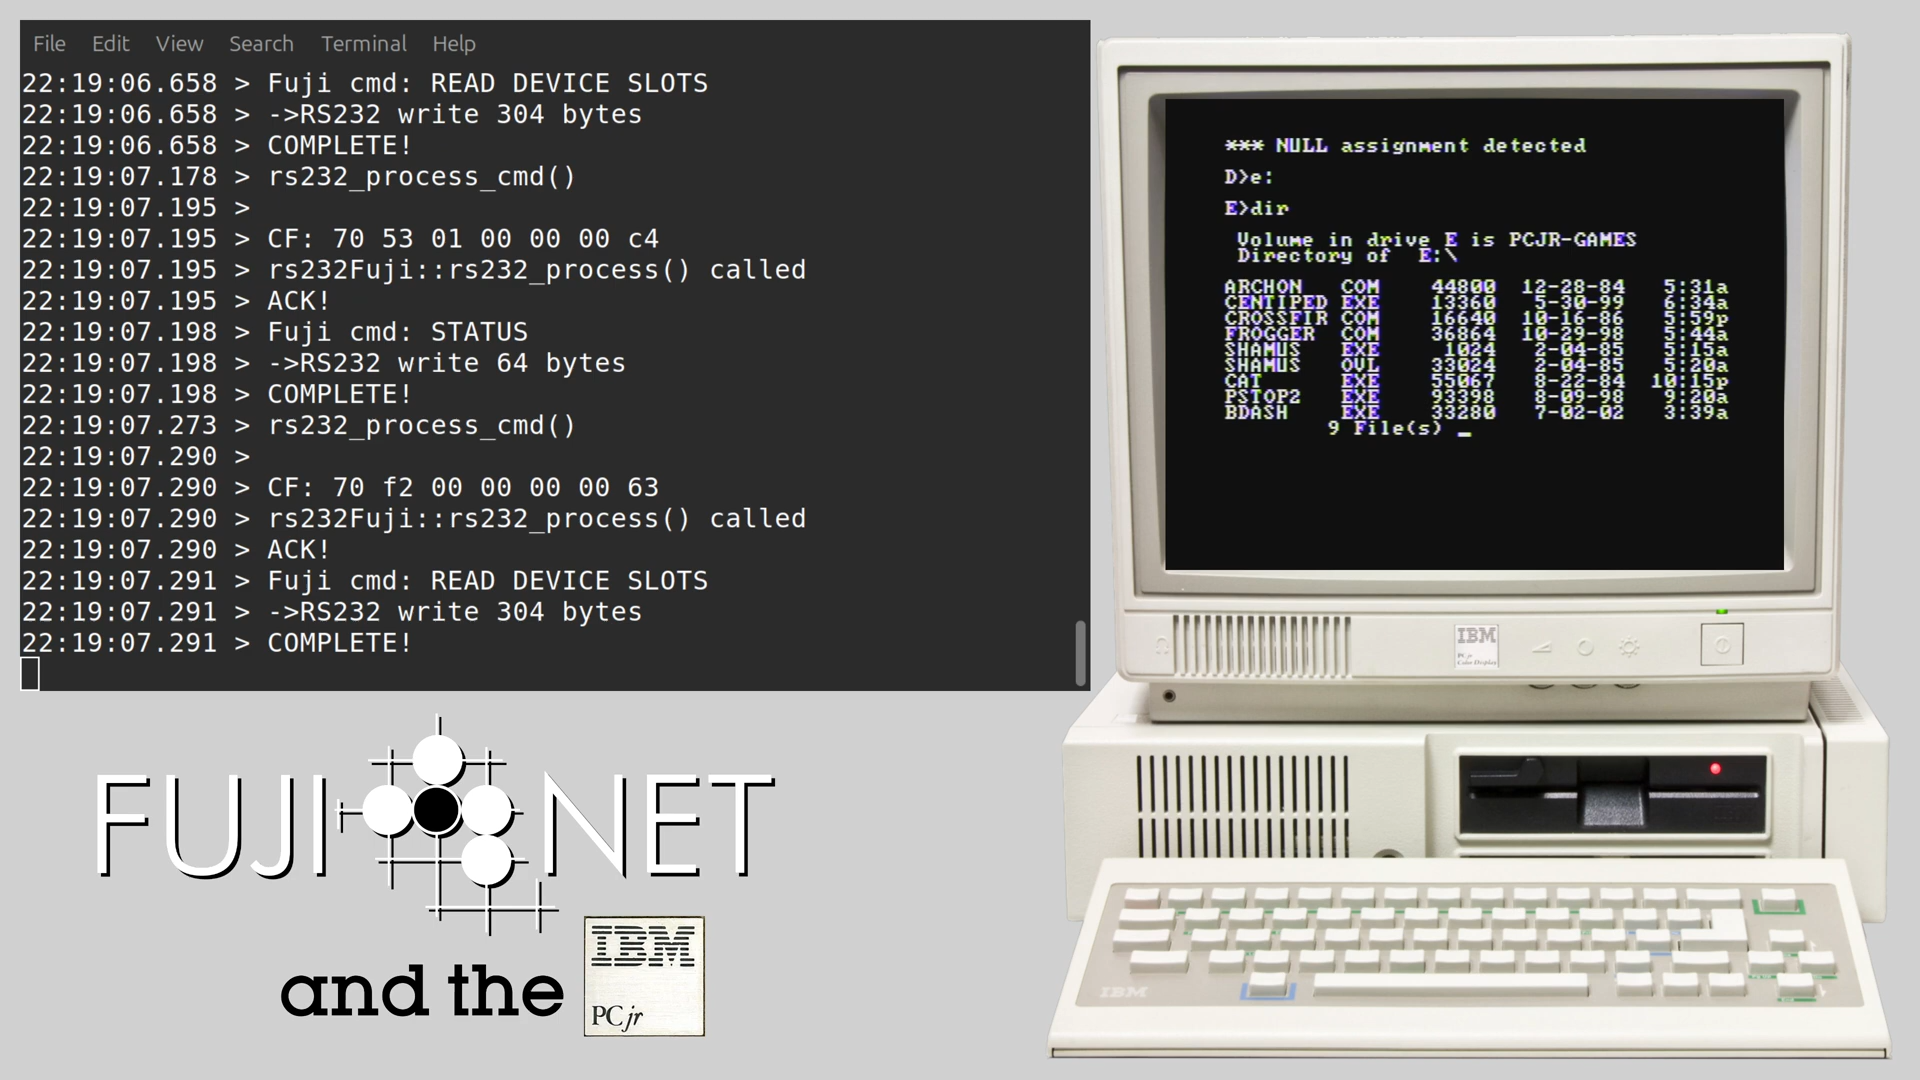 File Edit View Search Terminal Help
22:19:06.658 > Fuji cmd: READ DEVICE SLOTS
22:19:06.658 > ->RS232 write 304 bytes
22:19:06.658 > COMPLETE!
22:19:07.178 > rs232_process_cmd()
22:19:07.195 >
22:19:07.195 > CF: 70 53 01 00 00 00 c4
22:19:07.195 > rs232Fuji::rs232_process() called
22:19:07.195 > ACK!
22:19:07.198 > Fuji cmd: STATUS
22:19:07.198 > ->RS232 write 64 bytes
22:19:07.198 > COMPLETE!
22:19:07.273 > rs232_process_cmd()
22:19:07.290 >
22:19:07.290 > CF: 70 f2 00 00 00 00 63
22:19:07.290 > rs232Fuji::rs232_process() called
22:19:07.290 > ACK!
22:19:07.291 > Fuji cmd: READ DEVICE SLOTS
22:19:07.291 > ->RS232 write 304 bytes
22:19:07.291 > COMPLETE!
*** NULL assignment detected
D>e:
E>dir
Volume in drive E is PCJR-GAMES
Directory of E:\
ARCHON COM 44800 12-28-84 5:31a
CENTIPED EXE 13360 5-30-99 6:34a
CROSSFIR COM 16640 10-16-86 5:59p
FROGGER COM 36864 10-29-98 5:44a
SHAMUS EXE 1024 2-04-85 5:15a
SHAMUS OVL 33024 2-04-85 5:20a
CAT EXE 55067 8-22-84 10:15p
PSTOP2 EXE 93398 8-09-98 9:20a
BDASH EXE 33280 7-02-02 3:39a
9 File(s) _
IBM
PCjr
Color Display
IBM
FUJI NET
and the
IBM
PCjr